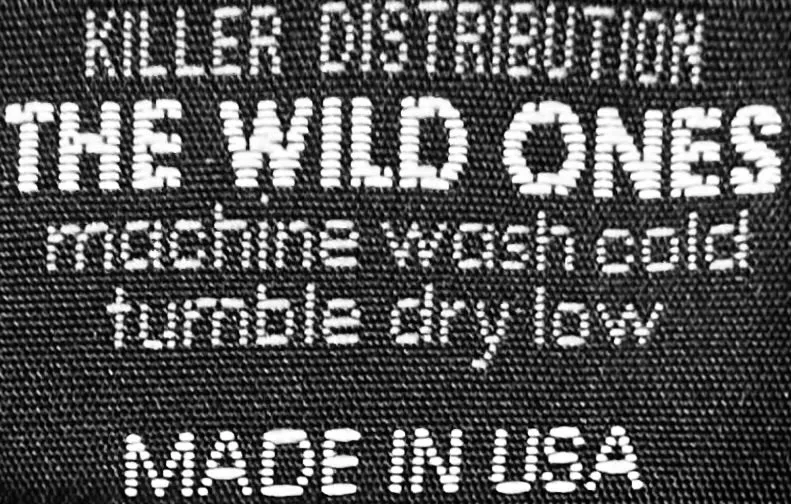 KILLER DISTRIBUTION
THE WILD ONES
machine wash cold
tumble dry low
MADE IN USA